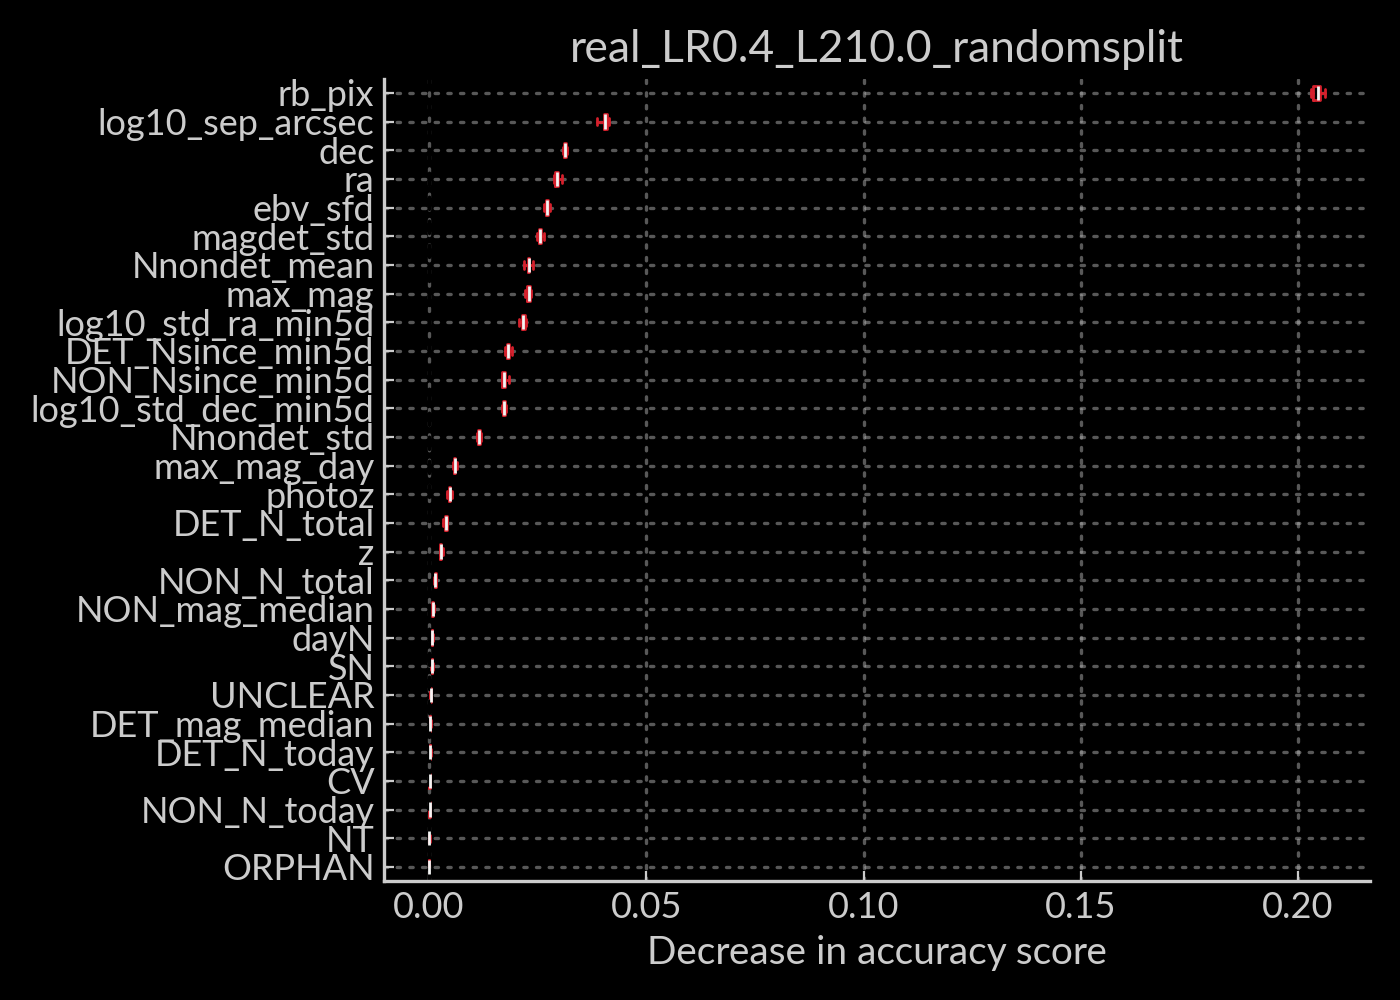 real_LR0.4_L210.0_randomsplit
rb_pix
log10_sep_arcsec
dec
ra
ebv_sfd
magdet_std
Nnondet_mean
max_mag
log10_std_ra_min5d
DET_Nsince_min5d
NON_Nsince_min5d
log10_std_dec_min5d
Nnondet_std
max_mag_day
photoz
DET_N_total
z
NON_N_total
NON_mag_median
dayN
SN
UNCLEAR
DET_mag_median
DET_N_today
CV
NON_N_today
NT
ORPHAN
0.00 0.05 0.10 0.15 0.20
Decrease in accuracy score